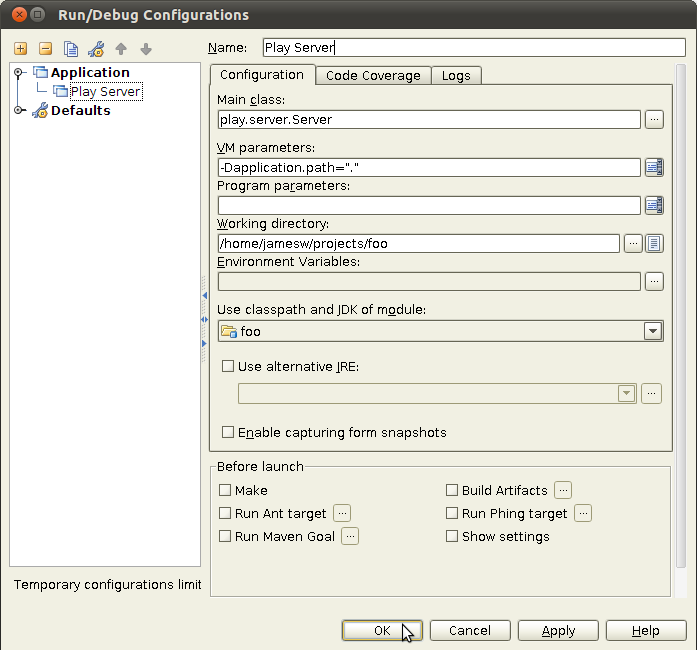 Run/Debug Configurations
Name: Play Server
Application
Play Server
Defaults
Configuration Code Coverage Logs
Main class:
play.server.Server
VM parameters:
-Dapplication.path="."
Program parameters:
Working directory:
/home/jamesw/projects/foo
Environment Variables:
Use classpath and JDK of module:
foo
Use alternative JRE:
Enable capturing form snapshots
Before launch
Make Build Artifacts
Run Ant target Run Phing target
Run Maven Goal Show settings
Temporary configurations limit
OK Cancel Apply Help